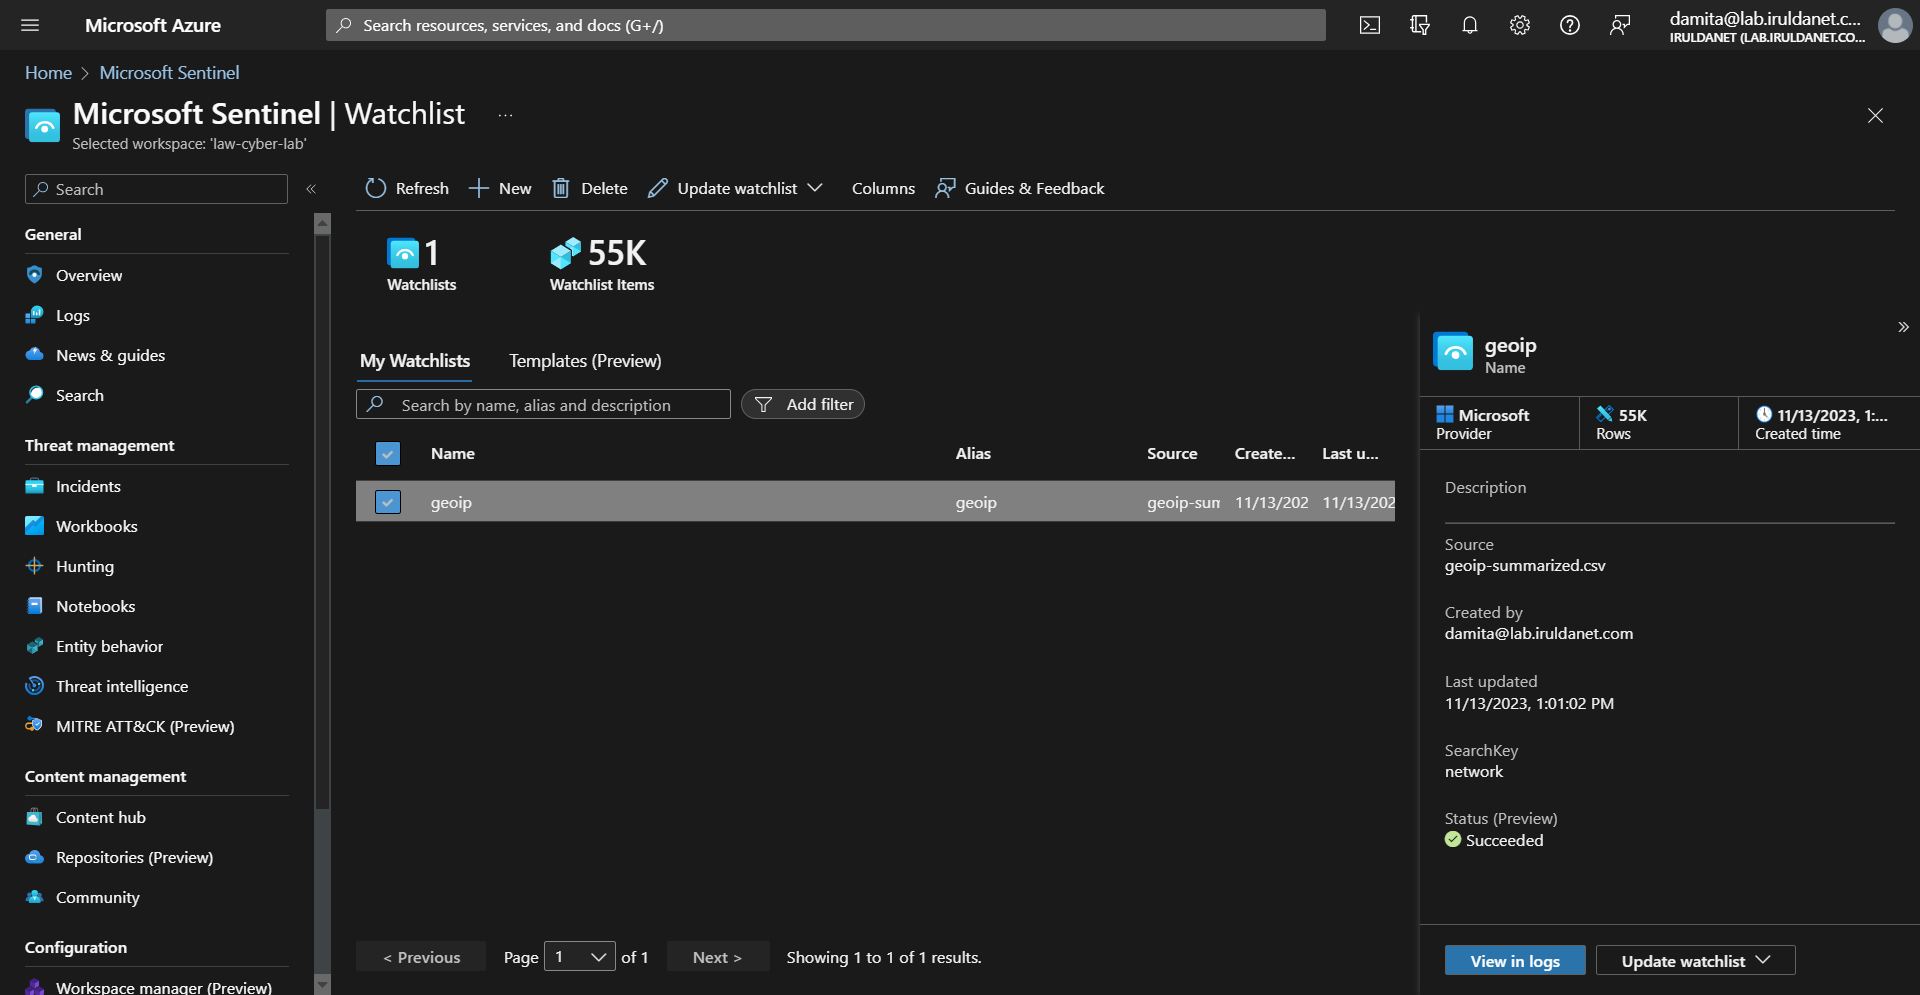 Microsoft Azure
Search resources, services, and docs (G+/)
damita@lab.iruldanet.c...
IRULDANET (LAB.IRULDANET.CO...
Home > Microsoft Sentinel
Microsoft Sentinel | Watchlist ...
Selected workspace: 'law-cyber-lab'
Search
«
General
Overview
Logs
News & guides
Search
Threat management
Incidents
Workbooks
Hunting
Notebooks
Entity behavior
Threat intelligence
MITRE ATT&CK (Preview)
Content management
Content hub
Repositories (Preview)
Community
Configuration
Workspace manager (Preview)
Refresh New Delete Update watchlist Columns Guides & Feedback
1
Watchlists
55K
Watchlist Items
My Watchlists Templates (Preview)
Search by name, alias and description
Add filter
Name Alias Source Create... Last u...
geoip geoip geoip-sum 11/13/202 11/13/202
< Previous Page 1 of 1 Next > Showing 1 to 1 of 1 results.
»
geoip
Name
Microsoft
Provider
55K
Rows
11/13/2023, 1:...
Created time
Description
Source
geoip-summarized.csv
Created by
damita@lab.iruldanet.com
Last updated
11/13/2023, 1:01:02 PM
SearchKey
network
Status (Preview)
Succeeded
View in logs Update watchlist